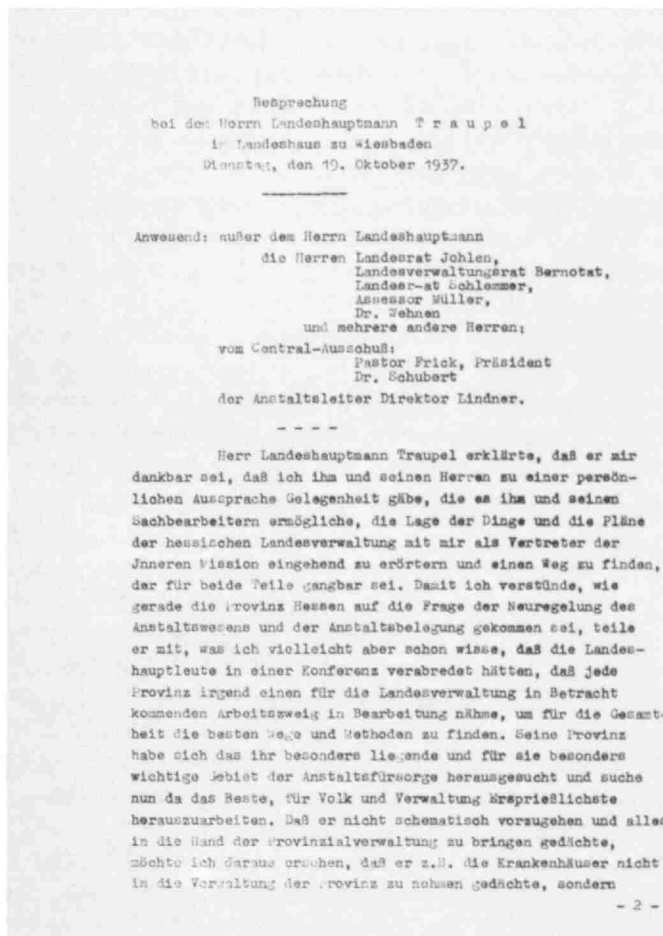 Besprechung
bei dem Herrn Landeshauptmann T r a u p e l
im Landeshaus zu Wiesbaden
Dienstag, den 19. Oktober 1937.
Anwesend: außer dem Herrn Landeshauptmann
die Herren Landesrat Johlen,
Landesverwaltungsrat Bernotat,
Landesr-at Schlemmer,
Assessor Müller,
Dr. Wehnen
und mehrere andere Herren;
vom Central-Ausschuß:
Pastor Frick, Präsident
Dr. Schubert
der Anstaltsleiter Direktor Lindner.
- - - -
Herr Landeshauptmann Traupel erklärte, daß er mir
dankbar sei, daß ich ihm und seinen Herren zu einer persön-
lichen Aussprache Gelegenheit gäbe, die es ihm und seinen
Sachbearbeitern ermögliche, die Lage der Dinge und die Pläne
der hessischen Landesverwaltung mit mir als Vertreter der
Jnneren Mission eingehend zu erörtern und einen Weg zu finden,
der für beide Teile gangbar sei. Damit ich verstünde, wie
gerade die Provinz Hessen auf die Frage der Neuregelung des
Anstaltswesens und der Anstaltsbelegung gekommen sei, teile
er mit, was ich vielleicht aber schon wisse, daß die Landes-
hauptleute in einer Konferenz verabredet hätten, daß jede
Provinz irgend einen für die Landesverwaltung in Betracht
kommenden Arbeitszweig in Bearbeitung nähme, um für die Gesamt-
heit die besten Wege und Methoden zu finden. Seine Provinz
habe sich das ihr besonders liegende und für sie besonders
wichtige Gebiet der Anstaltsfürsorge herausgesucht und suche
nun da das Beste, für Volk und Verwaltung Ersprießlichste
herauszuarbeiten. Daß er nicht schematisch vorzugehen und alles
in die Hand der Provinzialverwaltung zu bringen gedächte,
möchte ich daraus ersehen, daß er z.B. die Krankenhäuser nicht
in die Verwaltung der Provinz zu nehmen gedächte, sondern
- 2 -